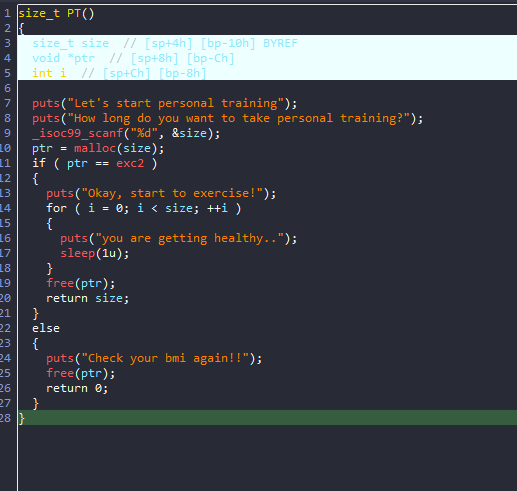 1 size_t PT()
2 {
3 size_t size // [sp+4h] [bp-10h] BYREF
4 void *ptr // [sp+8h] [bp-Ch]
5 int i // [sp+Ch] [bp-8h]
6
7 puts("Let's start personal training");
8 puts("How long do you want to take personal training?");
9 _isoc99_scanf("%d", &size);
10 ptr = malloc(size);
11 if ( ptr == exc2 )
12 {
13 puts("Okay, start to exercise!");
14 for ( i = 0; i < size; ++i )
15 {
16 puts("you are getting healthy..");
17 sleep(1u);
18 }
19 free(ptr);
20 return size;
21 }
22 else
23 {
24 puts("Check your bmi again!!");
25 free(ptr);
26 return 0;
27 }
28 }